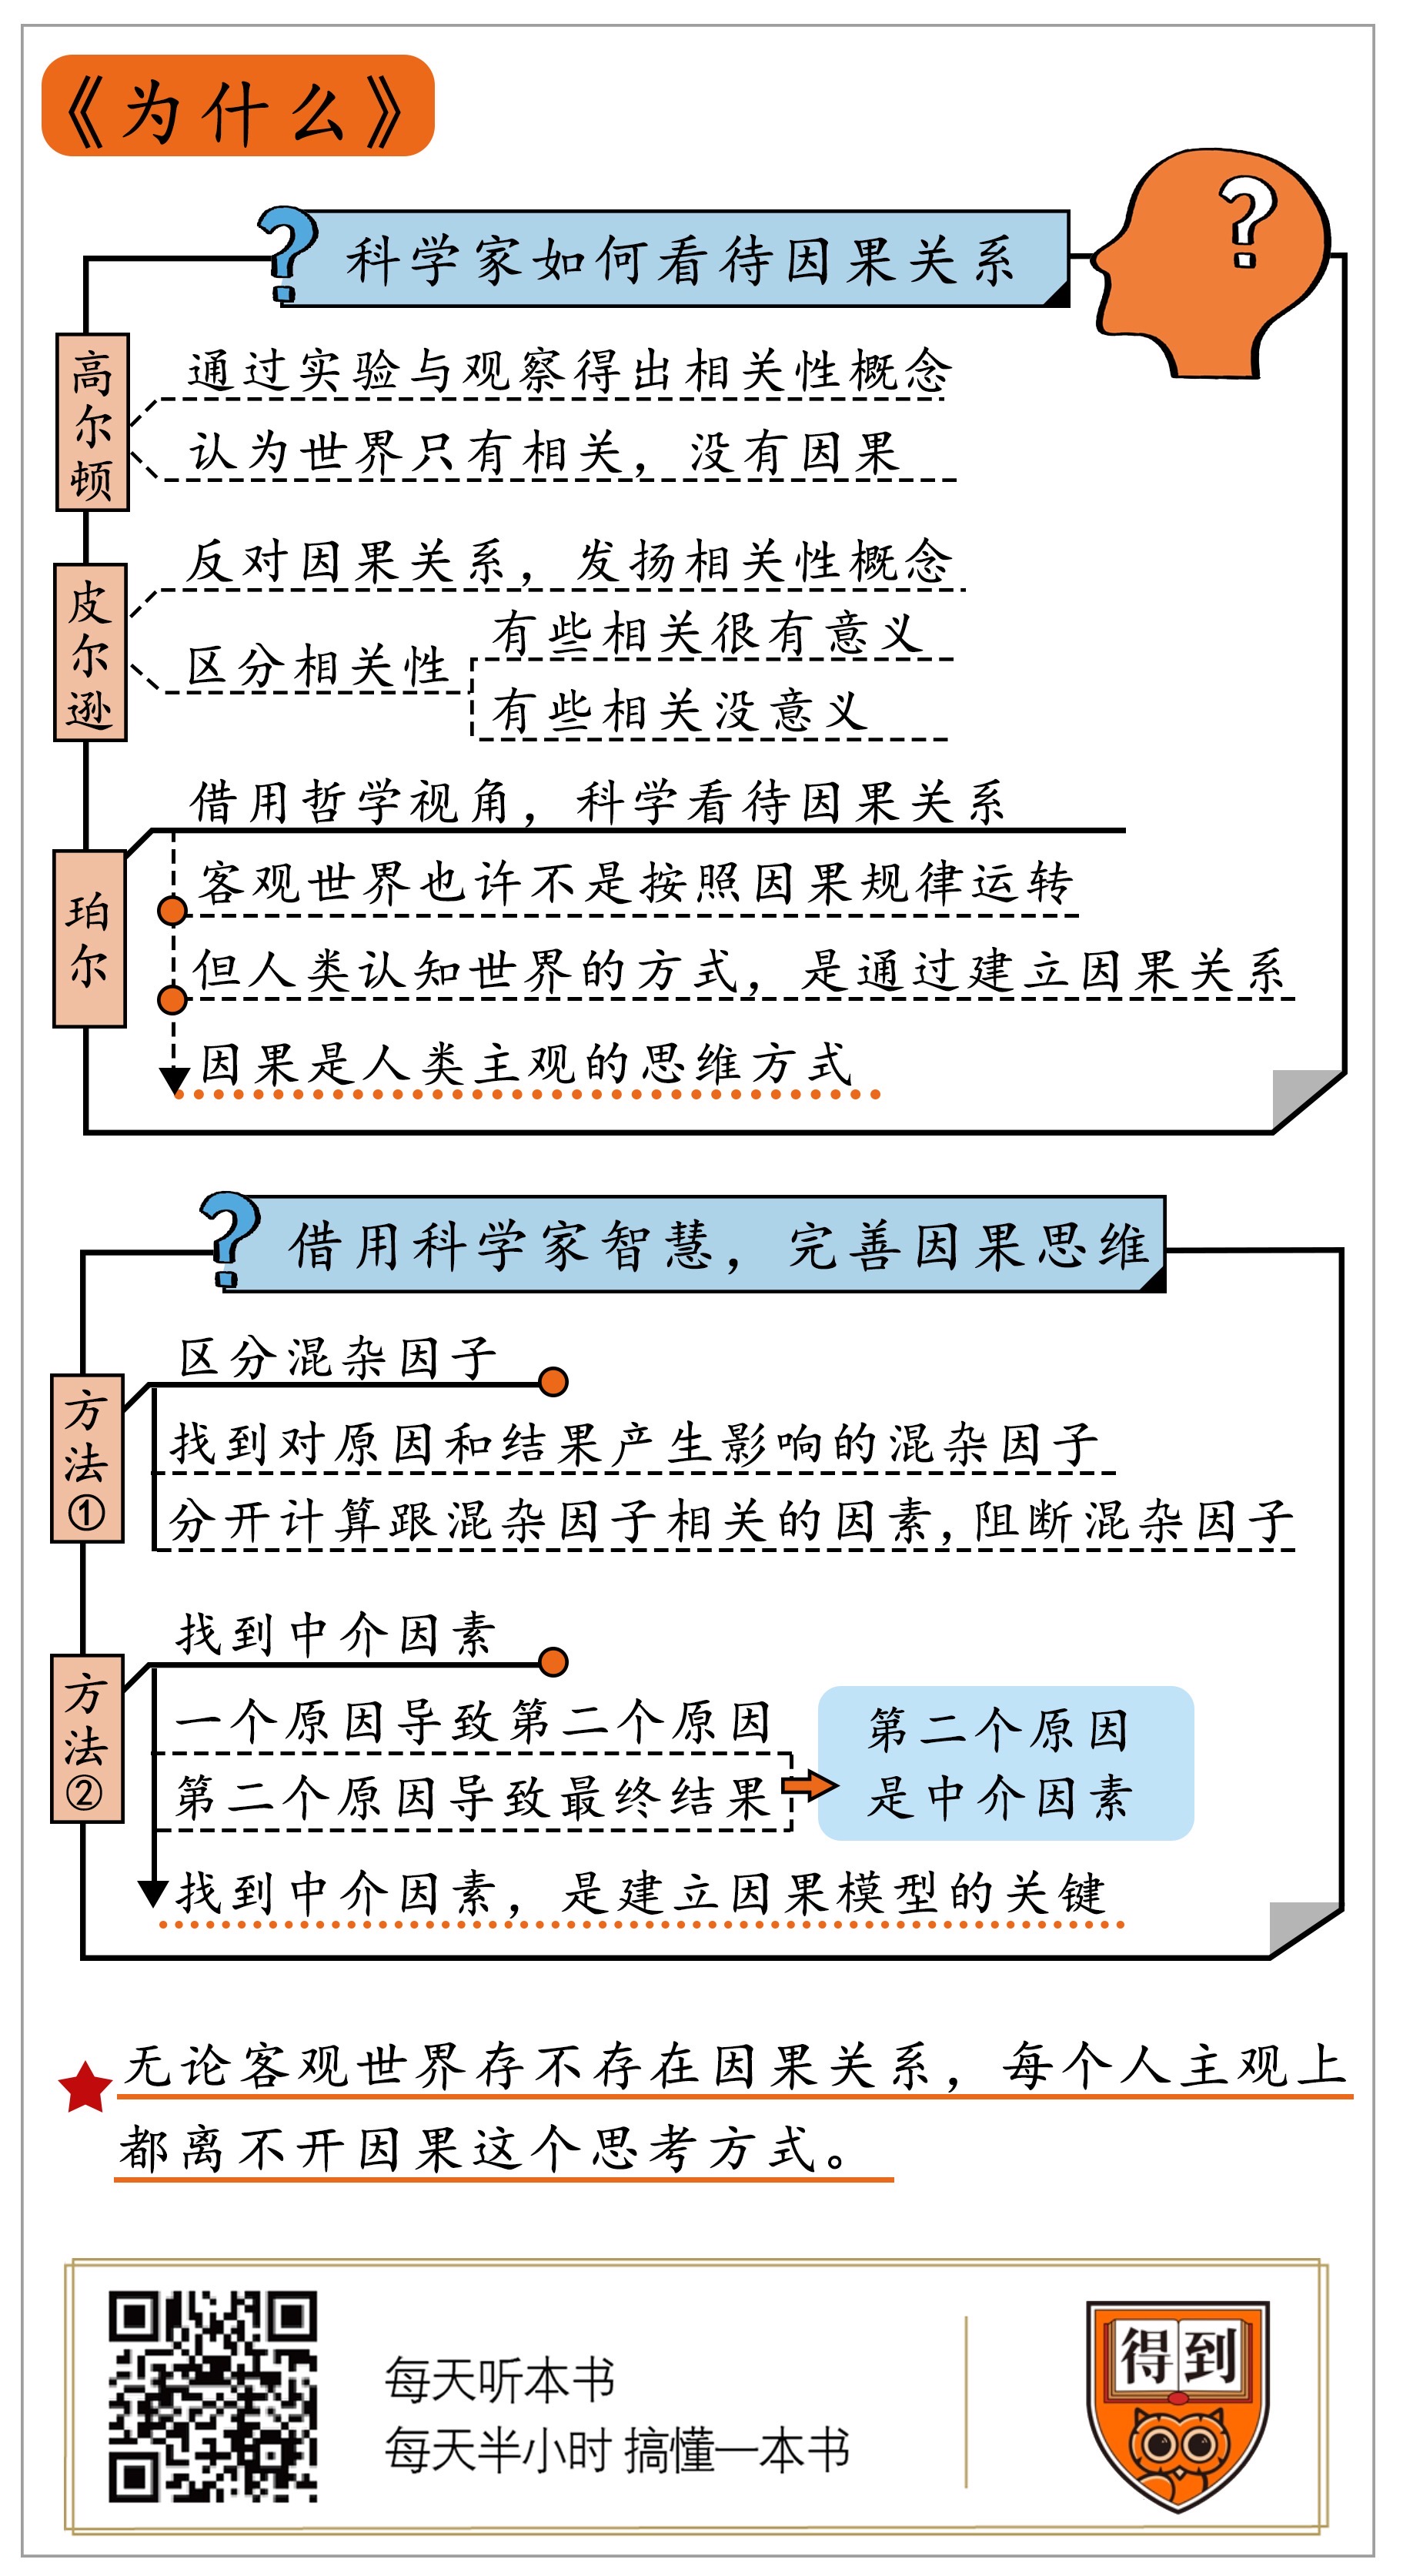 《为什么》
科学家如何看待因果关系
高尔顿
通过实验与观察得出相关性概念
认为世界只有相关，没有因果
皮尔逊
反对因果关系，发扬相关性概念
区分相关性
有些相关很有意义
有些相关没意义
珀尔
借用哲学视角，科学看待因果关系
客观世界也许不是按照因果规律运转
但人类认知世界的方式，是通过建立因果关系
因果是人类主观的思维方式
借用科学家智慧，完善因果思维
方法①
区分混杂因子
找到对原因和结果产生影响的混杂因子
分开计算跟混杂因子相关的因素，阻断混杂因子
方法②
找到中介因素
一个原因导致第二个原因
第二个原因导致最终结果
第二个原因
是中介因素
找到中介因素，是建立因果模型的关键
无论客观世界存不存在因果关系，每个人主观上
都离不开因果这个思考方式。
每天听本书
每天半小时 搞懂一本书
得到